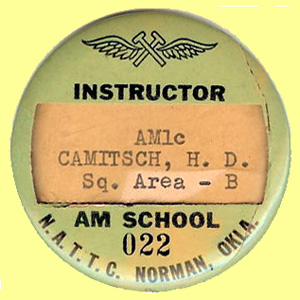 INSTRUCTOR
AM1c
CAMITSCH, H. D.
Sq. Area - B
AM SCHOOL
022
N.A.T.T.C. NORMAN, OKLA.